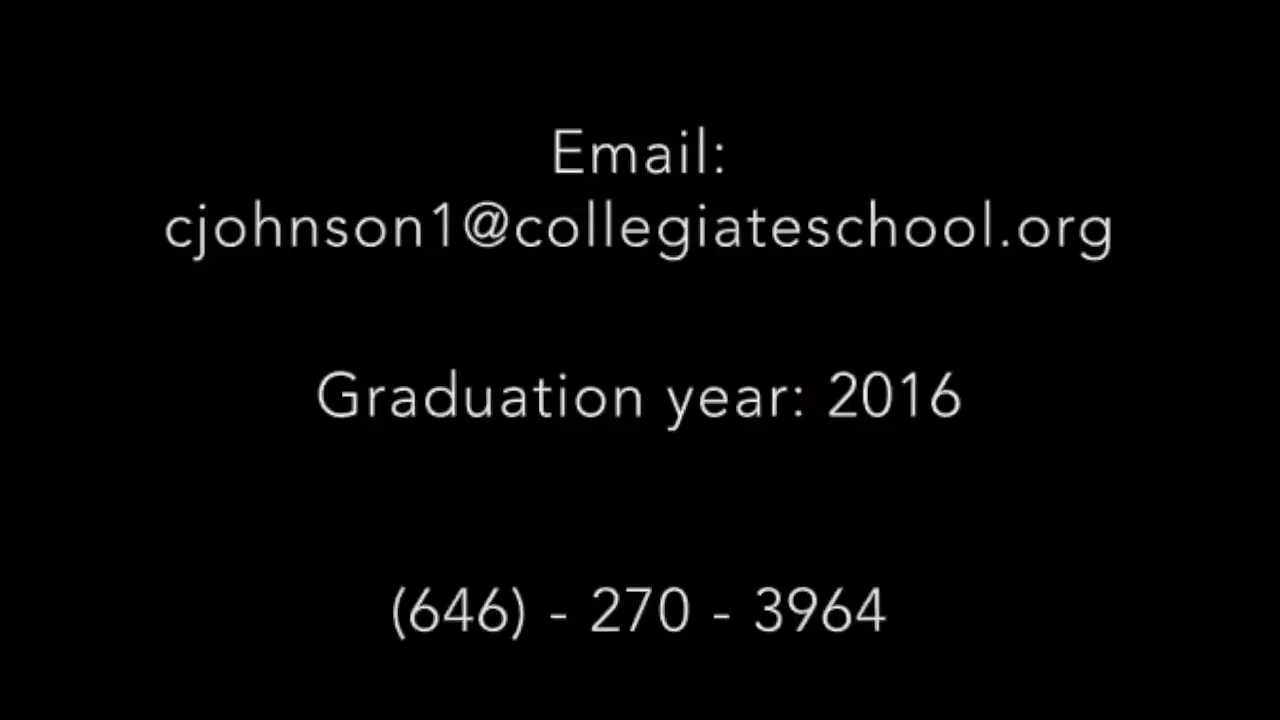 Email:
cjohnson1@collegiateschool.org
Graduation year: 2016
(646) - 270 - 3964